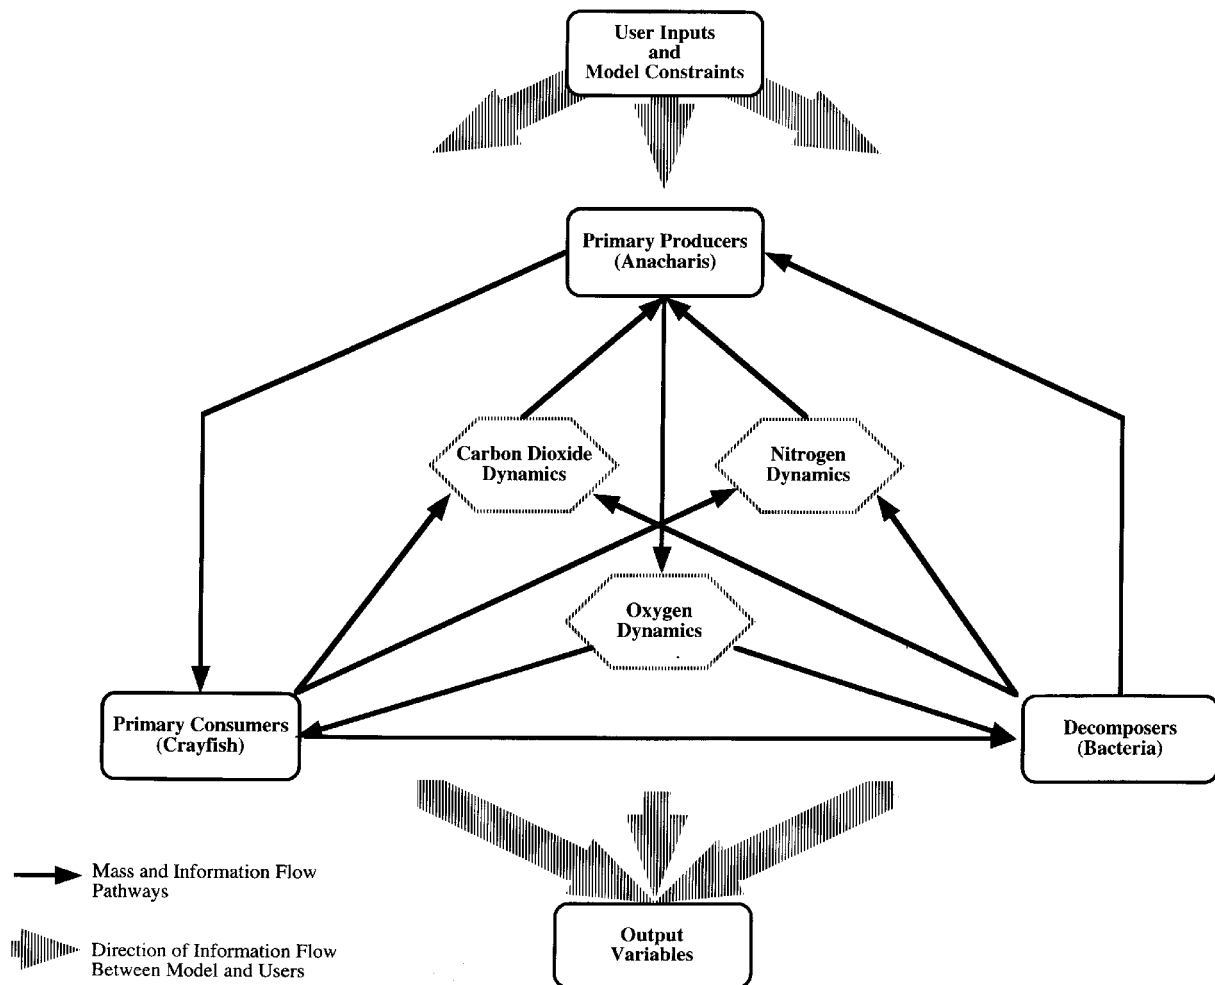 User Inputs
and
Model Constraints
Primary Producers
(Anacharis)
Carbon Dioxide
Dynamics
Nitrogen
Dynamics
Oxygen
Dynamics
Primary Consumers
(Crayfish)
Decomposers
(Bacteria)
Mass and Information Flow
Pathways
Output
Variables
Direction of Information Flow
Between Model and Users